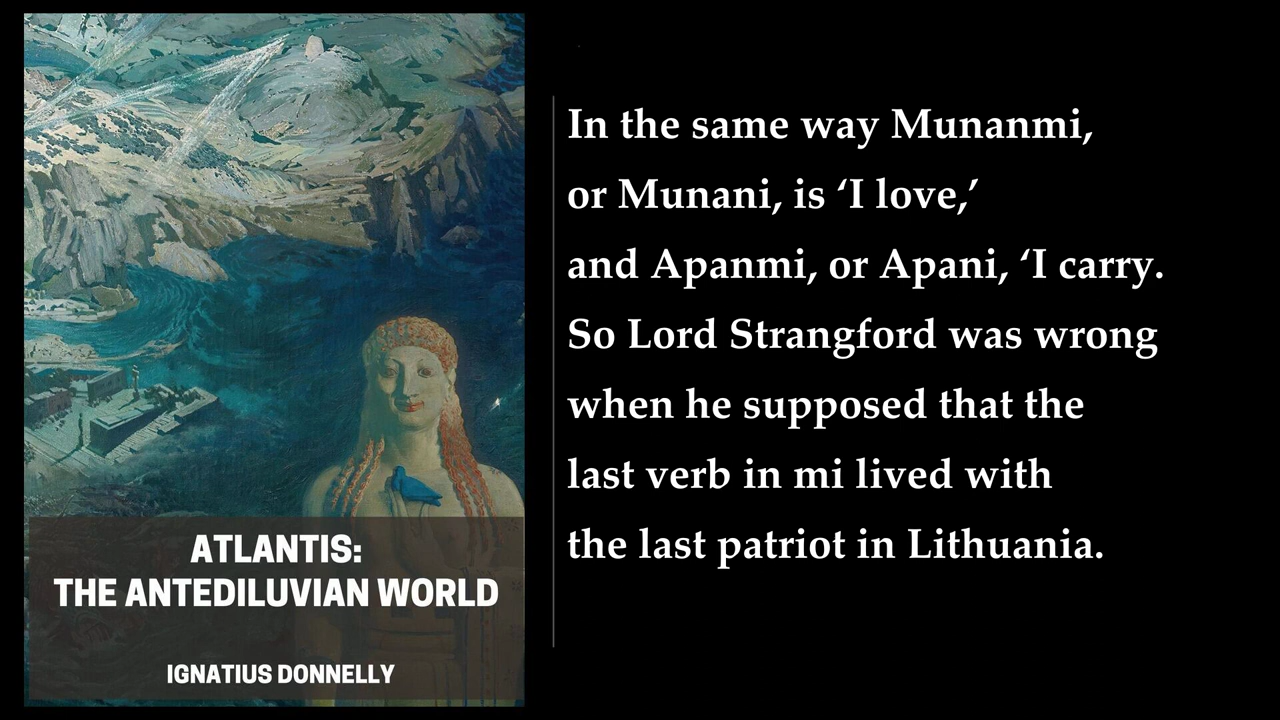 ATLANTIS:
THE ANTEDILUVIAN WORLD
IGNATIUS DONNELLY
In the same way Munanmi,
or Munani, is ‘I love,’
and Apanmi, or Apani, ‘I carry.
So Lord Strangford was wrong
when he supposed that the
last verb in mi lived with
the last patriot in Lithuania.